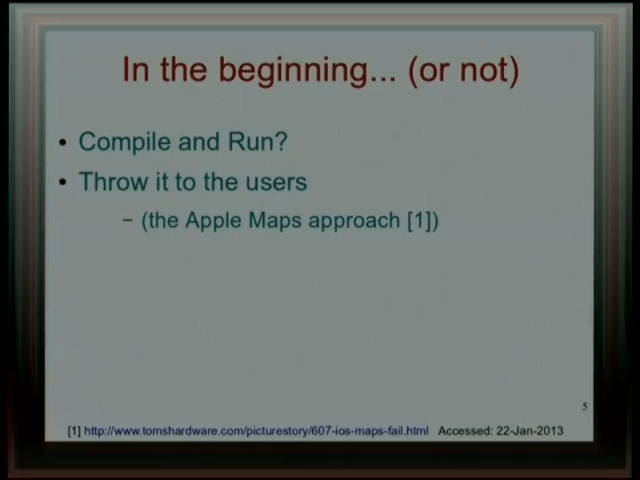 In the beginning... (or not)
• Compile and Run?
• Throw it to the users
– (the Apple Maps approach [1])
5
[1] http://www.tomshardware.com/picturestory/607-ios-maps-fail.html Accessed: 22-Jan-2013